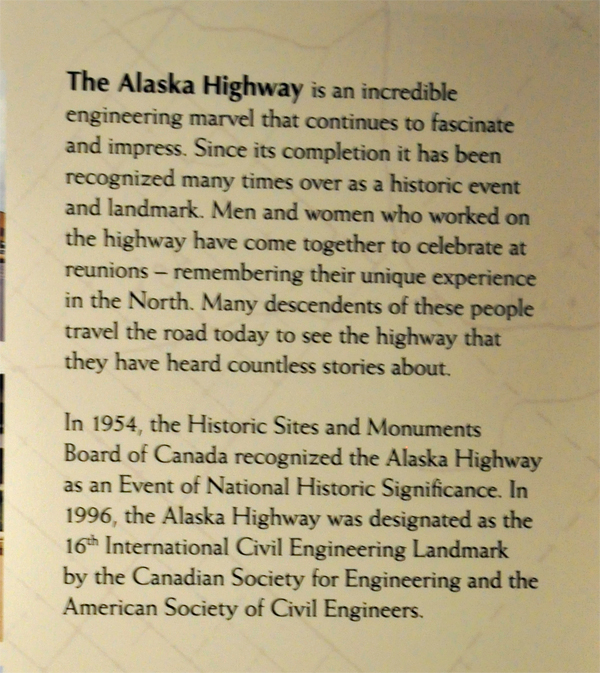 The Alaska Highway is an incredible
engineering marvel that continues to fascinate
and impress. Since its completion it has been
recognized many times over as a historic event
and landmark. Men and women who worked on
the highway have come together to celebrate at
reunions – remembering their unique experience
in the North. Many descendents of these people
travel the road today to see the highway that
they have heard countless stories about.
In 1954, the Historic Sites and Monuments
Board of Canada recognized the Alaska Highway
as an Event of National Historic Significance. In
1996, the Alaska Highway was designated as the
16th International Civil Engineering Landmark
by the Canadian Society for Engineering and the
American Society of Civil Engineers.